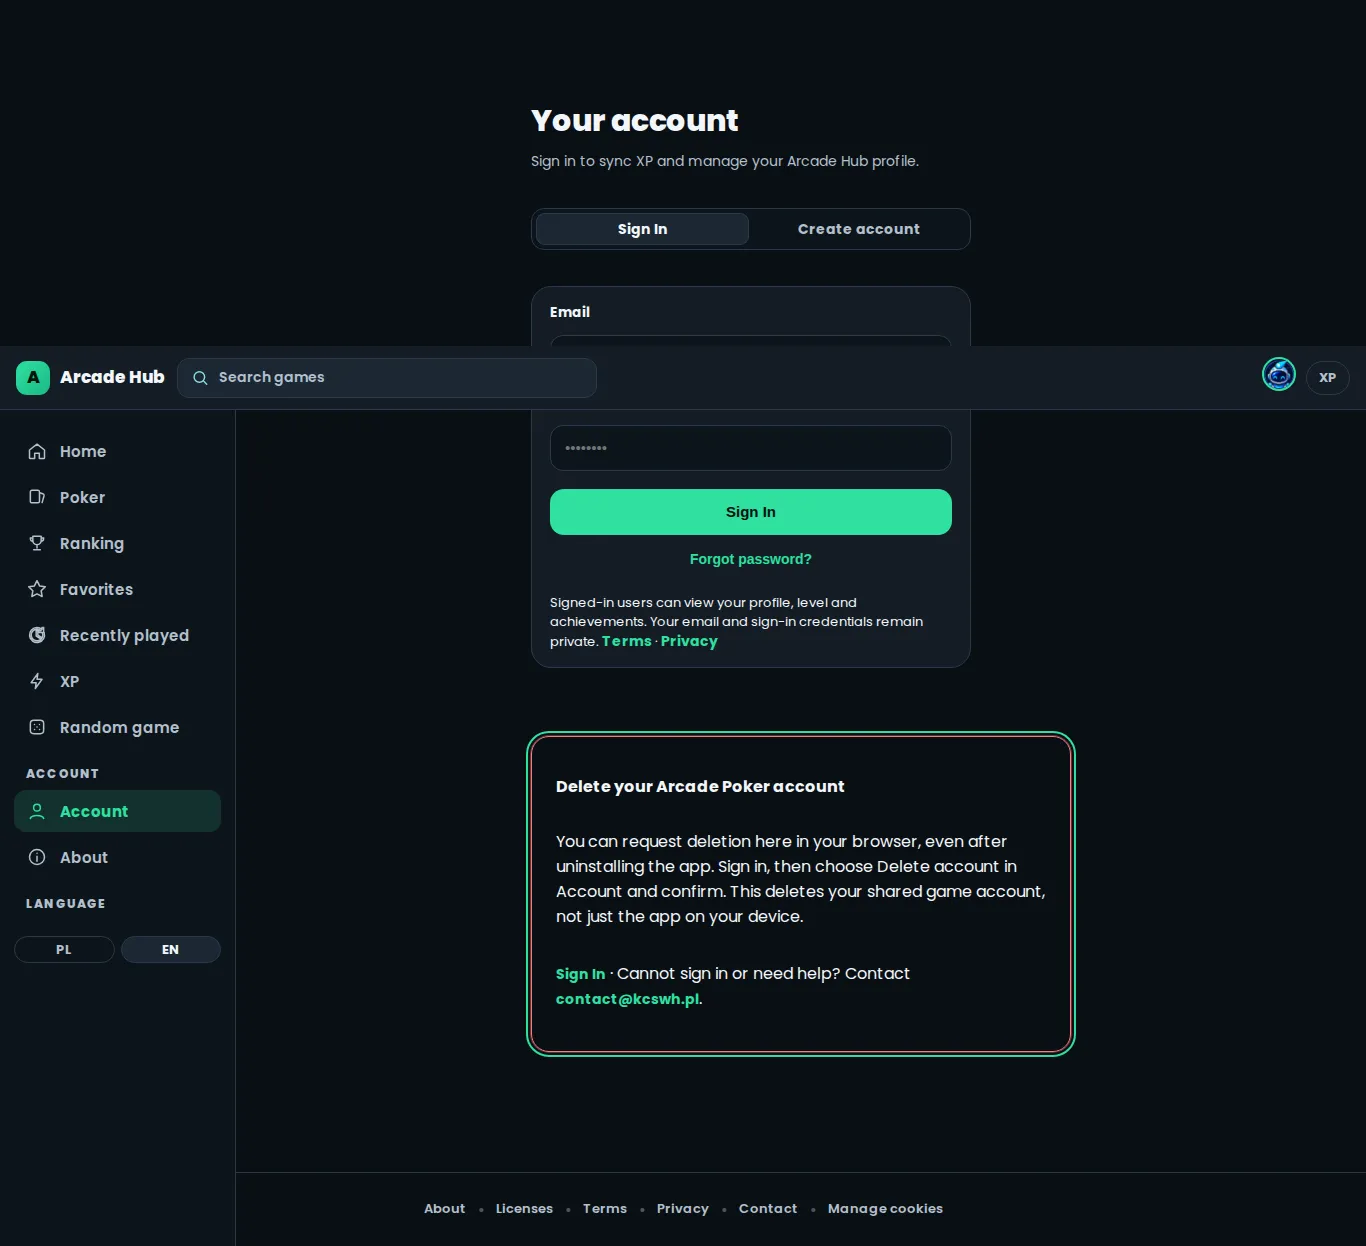 Your account
Sign in to sync XP and manage your Arcade Hub profile.
Sign In
Create account
Email
A
Arcade Hub
Search games
XP
Home
Poker
Ranking
Favorites
Recently played
XP
Random game
ACCOUNT
Account
About
LANGUAGE
PL
EN
••••••••
Sign In
Forgot password?
Signed-in users can view your profile, level and
achievements. Your email and sign-in credentials remain
private. Terms · Privacy
Delete your Arcade Poker account
You can request deletion here in your browser, even after
uninstalling the app. Sign in, then choose Delete account in
Account and confirm. This deletes your shared game account,
not just the app on your device.
Sign In · Cannot sign in or need help? Contact
contact@kcswh.pl.
About • Licenses • Terms • Privacy • Contact • Manage cookies